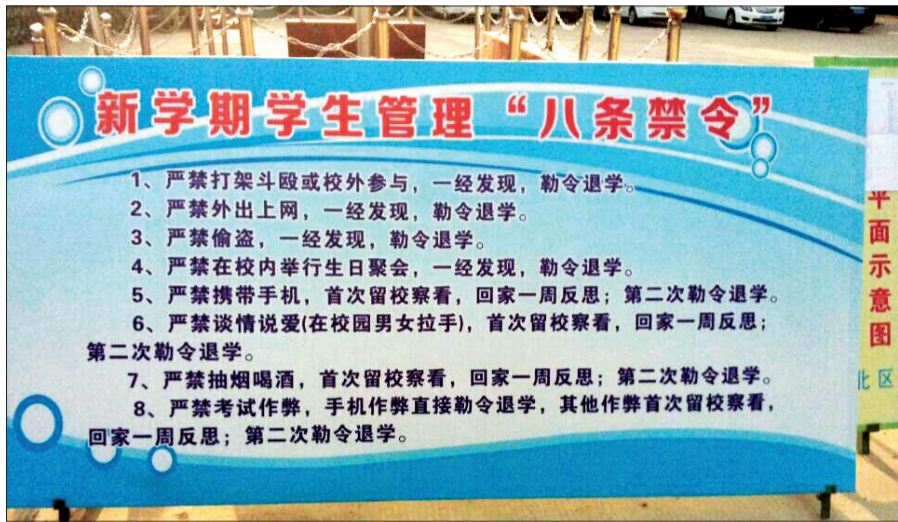 新学期学生管理“八条禁令”
1、严禁打架斗殴或校外参与，一经发现，勒令退学。
2、严禁外出上网，一经发现，勒令退学。
3、严禁偷盗，一经发现，勒令退学。
4、严禁在校内举行生日聚会，一经发现，勒令退学。
5、严禁携带手机，首次留校察看，回家一周反思；第二次勒令退学。
6、严禁谈情说爱(在校园男女拉手)，首次留校察看，回家一周反思；
第二次勒令退学。
7、严禁抽烟喝酒，首次留校察看，回家一周反思；第二次勒令退学。
8、严禁考试作弊，手机作弊直接勒令退学，其他作弊首次留校察看，
回家一周反思；第二次勒令退学。
平面示意图
北区